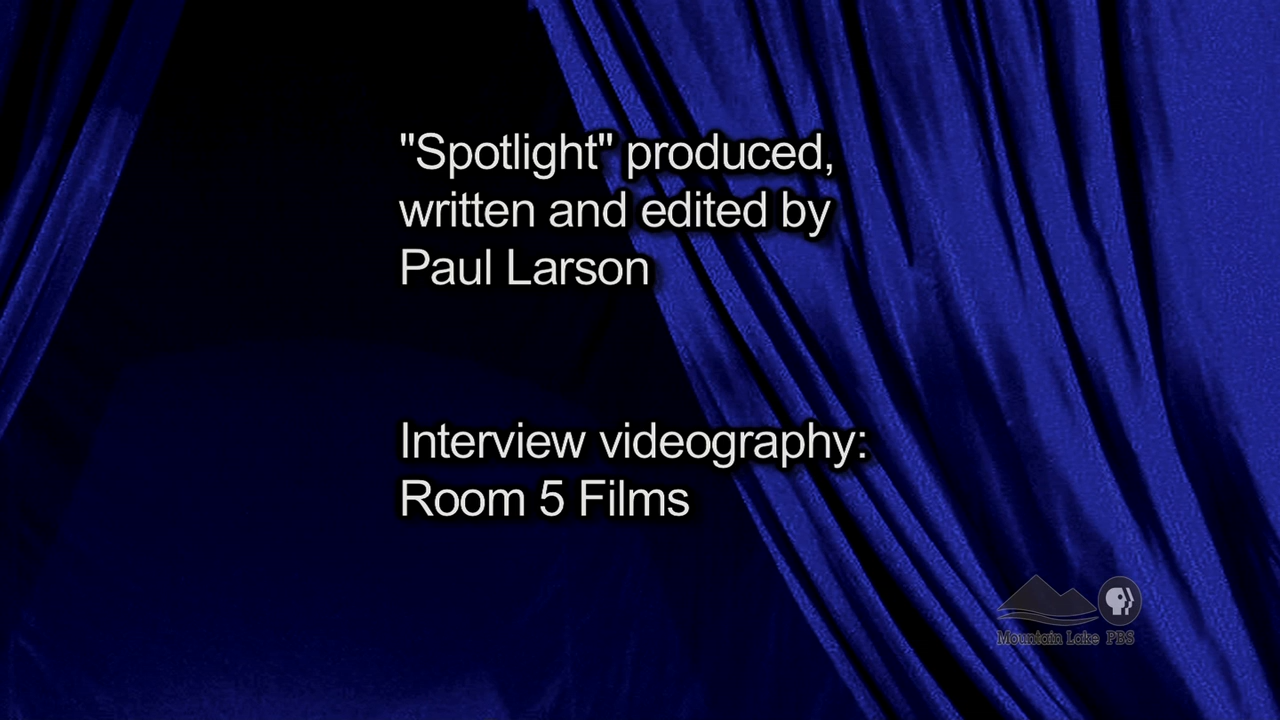 "Spotlight" produced,
written and edited by
Paul Larson
Interview videography:
Room 5 Films
Mountain Lake PBS